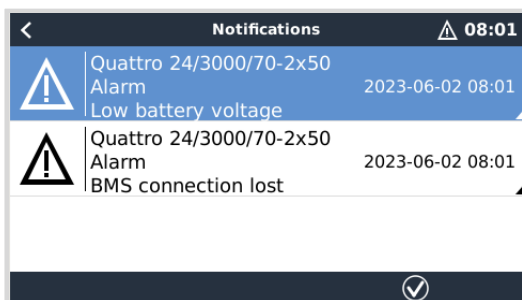 Notifications
08:01
Quattro 24/3000/70-2x50
Alarm
2023-06-02 08:01
Low battery voltage
Quattro 24/3000/70-2x50
Alarm
2023-06-02 08:01
BMS connection lost